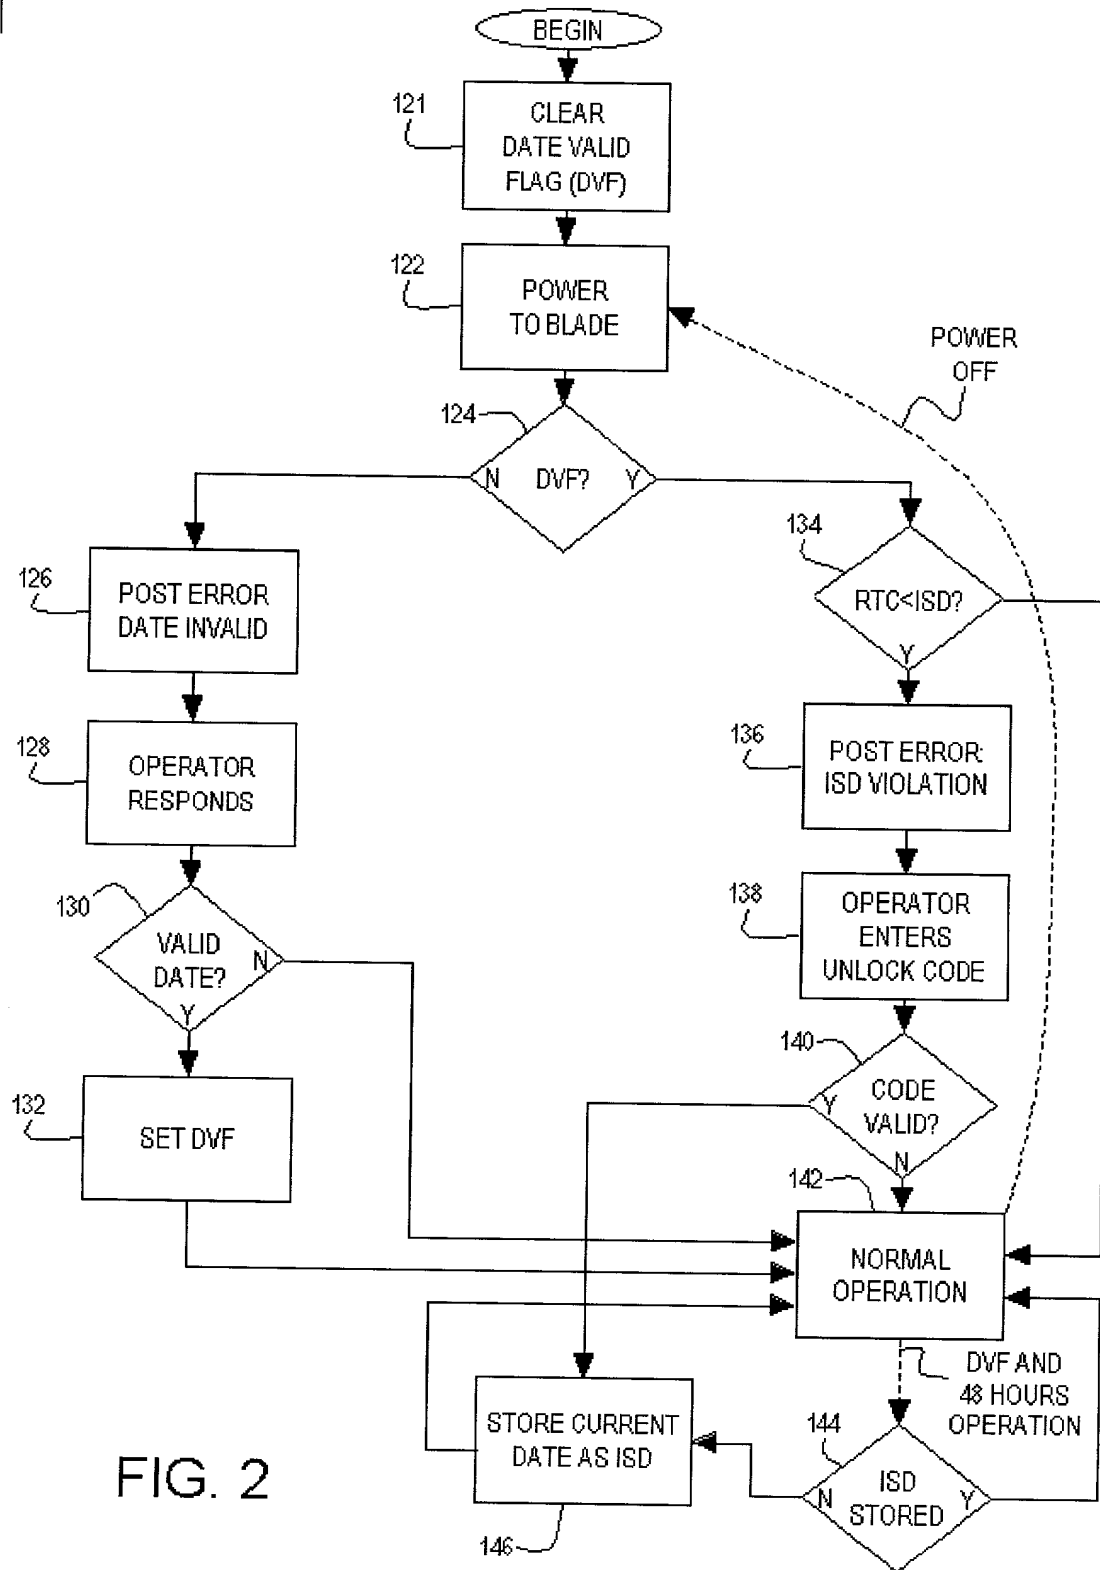 BEGIN
121
CLEAR
DATE VALID
FLAG (DVF)
122
POWER
TO BLADE
POWER
OFF
124
N
DVF?
Y
134
RTC<ISD?
Y
126
POST ERROR
DATE INVALID
136
POST ERROR:
ISD VIOLATION
128
OPERATOR
RESPONDS
138
OPERATOR
ENTERS
UNLOCK CODE
130
VALID
DATE?
N
Y
140
CODE
VALID?
Y
N
132
SET DVF
142
NORMAL
OPERATION
DVF AND
48 HOURS
OPERATION
STORE CURRENT
DATE AS ISD
144
ISD
STORED
N
Y
146
FIG. 2